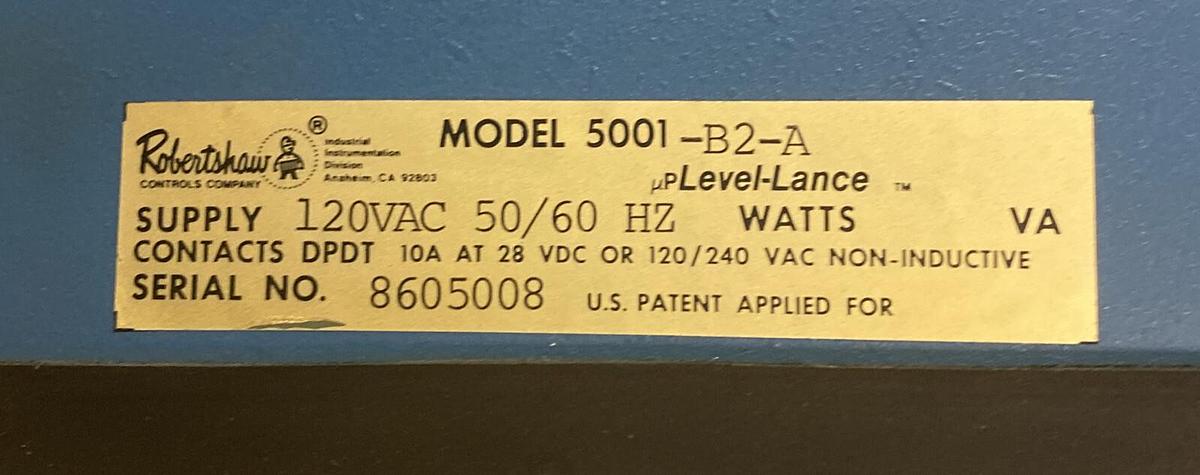 Robertshaw ®
CONTROLS COMPANY
Industrial
Instrumentation
Division
Anaheim, CA 92803
MODEL 5001-B2-A
µPLevel-Lance ™
SUPPLY 120VAC 50/60 HZ WATTS VA
CONTACTS DPDT 10A AT 28 VDC OR 120/240 VAC NON-INDUCTIVE
SERIAL NO. 8605008 U.S. PATENT APPLIED FOR